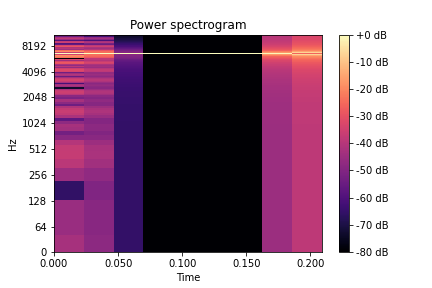 Power spectrogram
Hz
8192
4096
2048
1024
512
256
128
64
0
0.000 0.050 0.100 0.150 0.200
Time
+0 dB
-10 dB
-20 dB
-30 dB
-40 dB
-50 dB
-60 dB
-70 dB
-80 dB